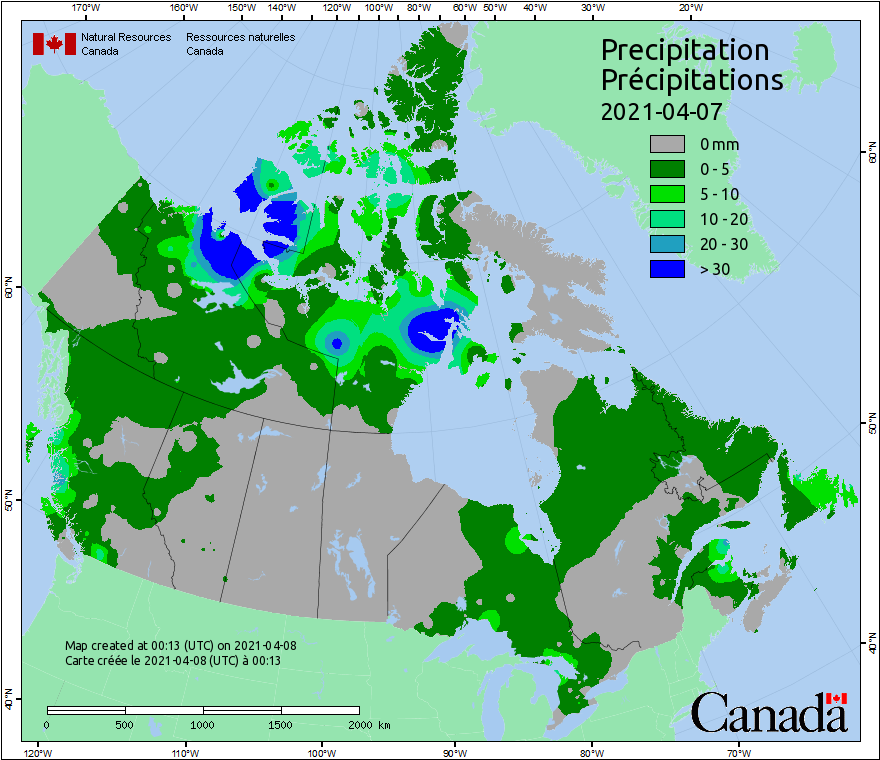 170°W 160°W 150°W 140°W 120°W 100°W 80°W 60°W 50°W 40°W 30°W 20°W
Natural Resources Ressources naturelles
Canada Canada
Precipitation
Précipitations
2021-04-07
0 mm
0 - 5
5 - 10
10 - 20
20 - 30
> 30
60°N
60°N
50°N
50°N
40°N
40°N
Map created at 00:13 (UTC) on 2021-04-08
Carte créée le 2021-04-08 (UTC) à 00:13
0 500 1000 1500 2000 km
Canada
120°W 110°W 100°W 90°W 80°W 70°W